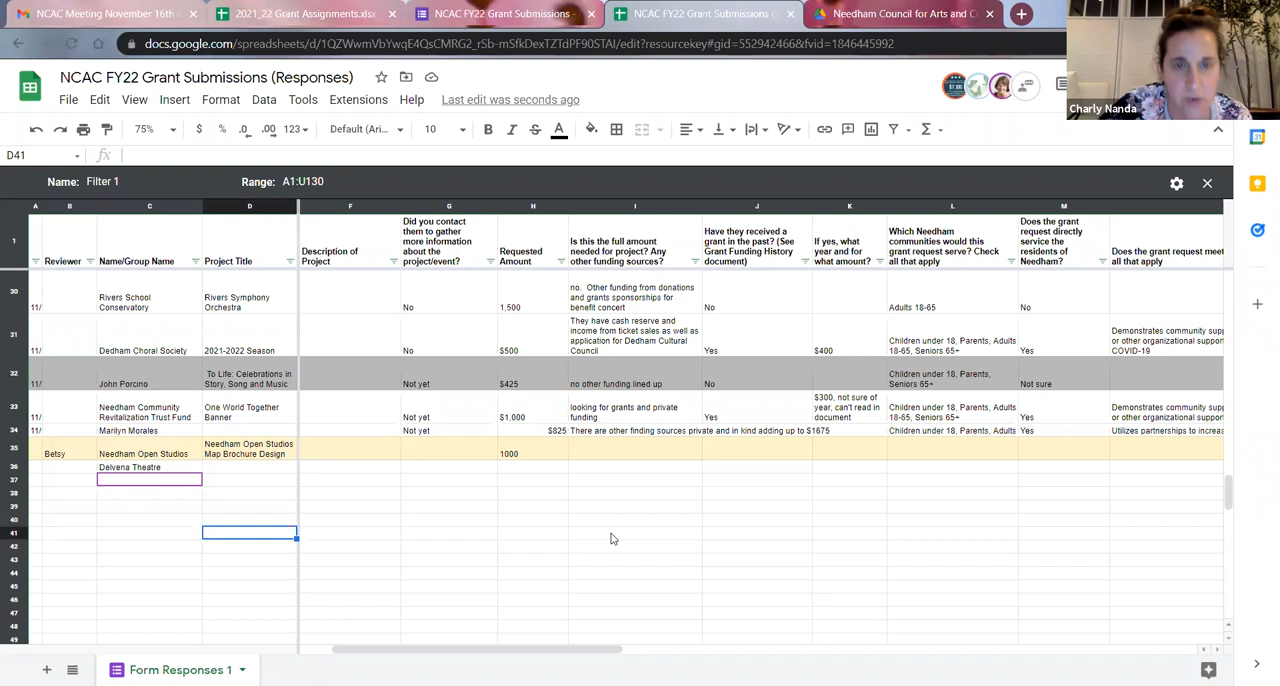 NCAC Meeting November 16th a
2021_22 Grant Assignments.xlsx
NCAC FY22 Grant Submissions -
NCAC FY22 Grant Submissions (
Needham Council for Arts and C
docs.google.com/spreadsheets/d/1QZWwmVbYwqE4QsCMRG2_rSb-mSfkDexTZTdPF90STAI/edit?resourcekey#gid=552942466&fvid=1846445992
Charly Nanda
NCAC FY22 Grant Submissions (Responses)
File Edit View Insert Format Data Tools Extensions Help Last edit was seconds ago
75% $ % .0 .00 123 Default (Ari... 10 B I S A
D41 fx
Name: Filter 1 Range: A1:U130
A B C D F G H I J K L M
1 Reviewer Name/Group Name Project Title
Description of
Project
Did you contact
them to gather
more information
about the
project/event?
Requested
Amount
Is this the full amount
needed for project? Any
other funding sources?
Have they received a
grant in the past? (See
Grant Funding History
document)
If yes, what
year and for
what amount?
Which Needham
communities would this
grant request serve? Check
all that apply
Does the grant
request directly
service the
residents of
Needham?
Does the grant request meet
all that apply
30 11/
Rivers School
Conservatory
Rivers Symphony
Orchestra
No 1,500
no. Other funding from donations
and grants sponsorships for
benefit concert
No Adults 18-65 No
31 11/ Dedham Choral Society 2021-2022 Season No $500
They have cash reserve and
income from ticket sales as well as
application for Dedham Cultural
Council
Yes $400
Children under 18, Parents, Adults
18-65, Seniors 65+
Yes
Demonstrates community supp
or other organizational support
COVID-19
32 11/ John Porcino
To Life: Celebrations in
Story, Song and Music
Not yet $425 no other funding lined up No
Children under 18, Parents,
Seniors 65+
Not sure
33 11/
Needham Community
Revitalization Trust Fund
One World Together
Banner
Not yet $1,000
looking for grants and private
funding
Yes
$300, not sure of
year, can't read in
document
Children under 18, Parents, Adults
18-65, Seniors 65+
Yes
Demonstrates community supp
or other organizational support
34 11/ Marilyn Morales Not yet $825 There are other finding sources private and in kind adding up to $1675 Children under 18, Parents, Adults Yes Utilizes partnerships to increas
35 Betsy Needham Open Studios
Needham Open Studios
Map Brochure Design
1000
36 Delvena Theatre
37
38
39
40
41
42
43
44
45
46
47
48
49
Form Responses 1